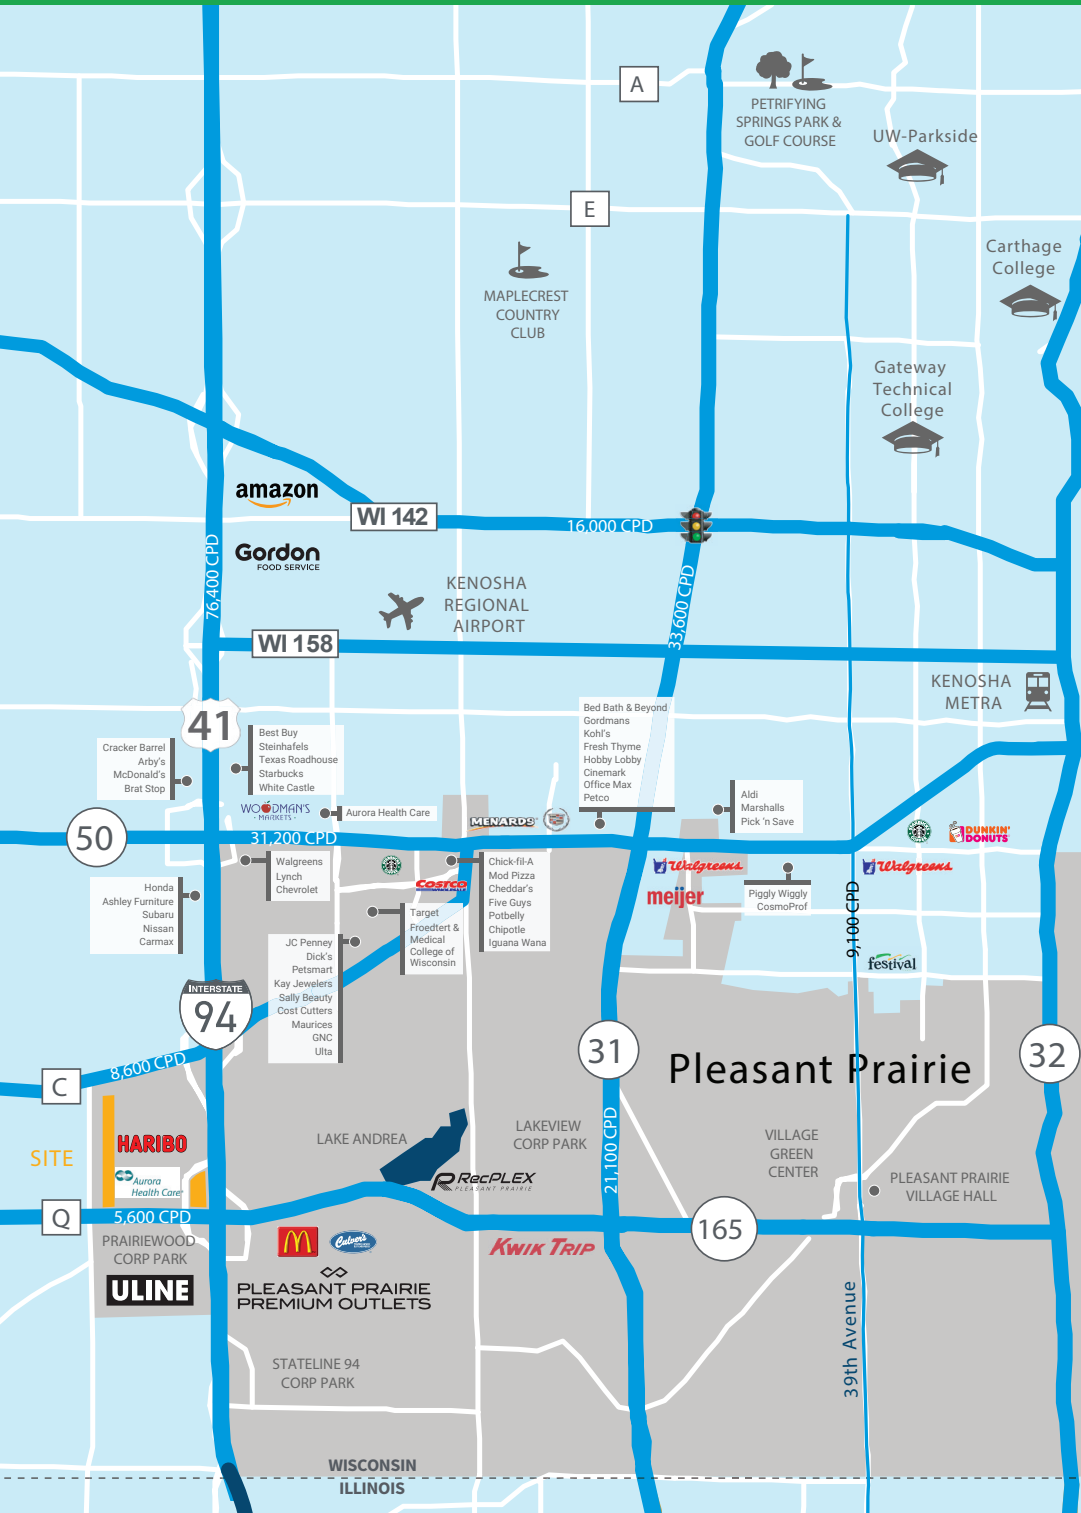 A
PETRIFYING
SPRINGS PARK &
GOLF COURSE
UW-Parkside
E
Carthage
College
MAPLECREST
COUNTRY
CLUB
Gateway
Technical
College
amazon
WI 142
16,000 CPD
76,400 CPD
Gordon
FOOD SERVICE
KENOSHA
REGIONAL
AIRPORT
33,600 CPD
WI 158
KENOSHA
METRA
41
Bed Bath & Beyond
Gordmans
Kohl's
Fresh Thyme
Hobby Lobby
Cinemark
Office Max
Petco
Cracker Barrel
Arby's
McDonald's
Brat Stop
Best Buy
Steinhafels
Texas Roadhouse
Starbucks
White Castle
Aldi
Marshalls
Pick 'n Save
WOODMAN'S
MARKETS
Aurora Health Care
MENARDS
50
31,200 CPD
DUNKIN'
DONUTS
Walgreens
Lynch
Chevrolet
COSTCO
Chick-fil-A
Mod Pizza
Cheddar's
Five Guys
Potbelly
Chipotle
Iguana Wana
Walgreens
meijer
Piggly Wiggly
CosmoProf
Walgreens
9,100 CPD
Honda
Ashley Furniture
Subaru
Nissan
Carmax
Target
Froedtert &
Medical
College of
Wisconsin
JC Penney
Dick's
Petsmart
Kay Jewelers
Sally Beauty
Cost Cutters
Maurices
GNC
Ulta
festival
INTERSTATE
94
31
Pleasant Prairie
32
8,600 CPD
C
SITE
HARIBO
Aurora
Health Care
LAKE ANDREA
LAKEVIEW
CORP PARK
21,100 CPD
VILLAGE
GREEN
CENTER
RecPLEX
PLEASANT PRAIRIE
PLEASANT PRAIRIE
VILLAGE HALL
Q
5,600 CPD
165
PRAIRIEWOOD
CORP PARK
ULINE
Culver's
KWIK TRIP
PLEASANT PRAIRIE
PREMIUM OUTLETS
39th Avenue
STATELINE 94
CORP PARK
WISCONSIN
ILLINOIS